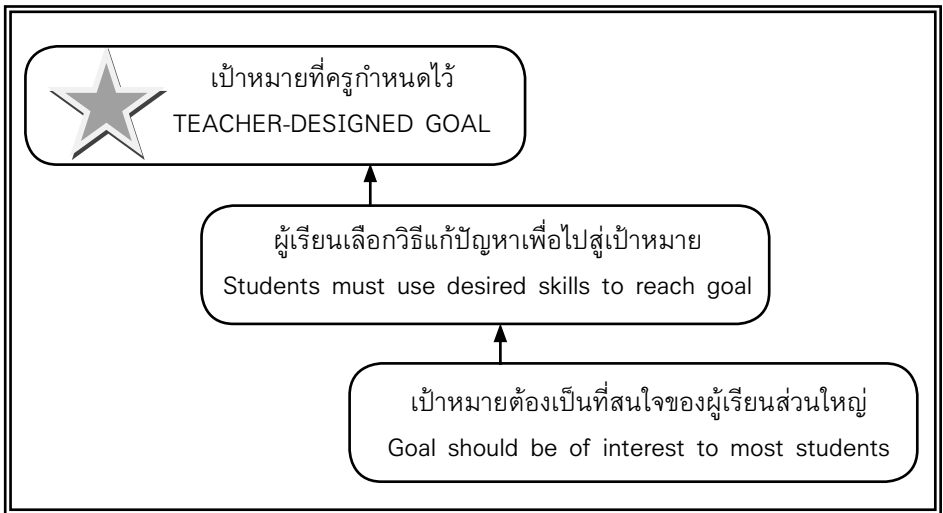 เป้าหมายที่ครูกำหนดไว้
TEACHER-DESIGNED GOAL
ผู้เรียนเลือกวิธีแก้ปัญหาเพื่อไปสู่เป้าหมาย
Students must use desired skills to reach goal
เป้าหมายต้องเป็นที่สนใจของผู้เรียนส่วนใหญ่
Goal should be of interest to most students